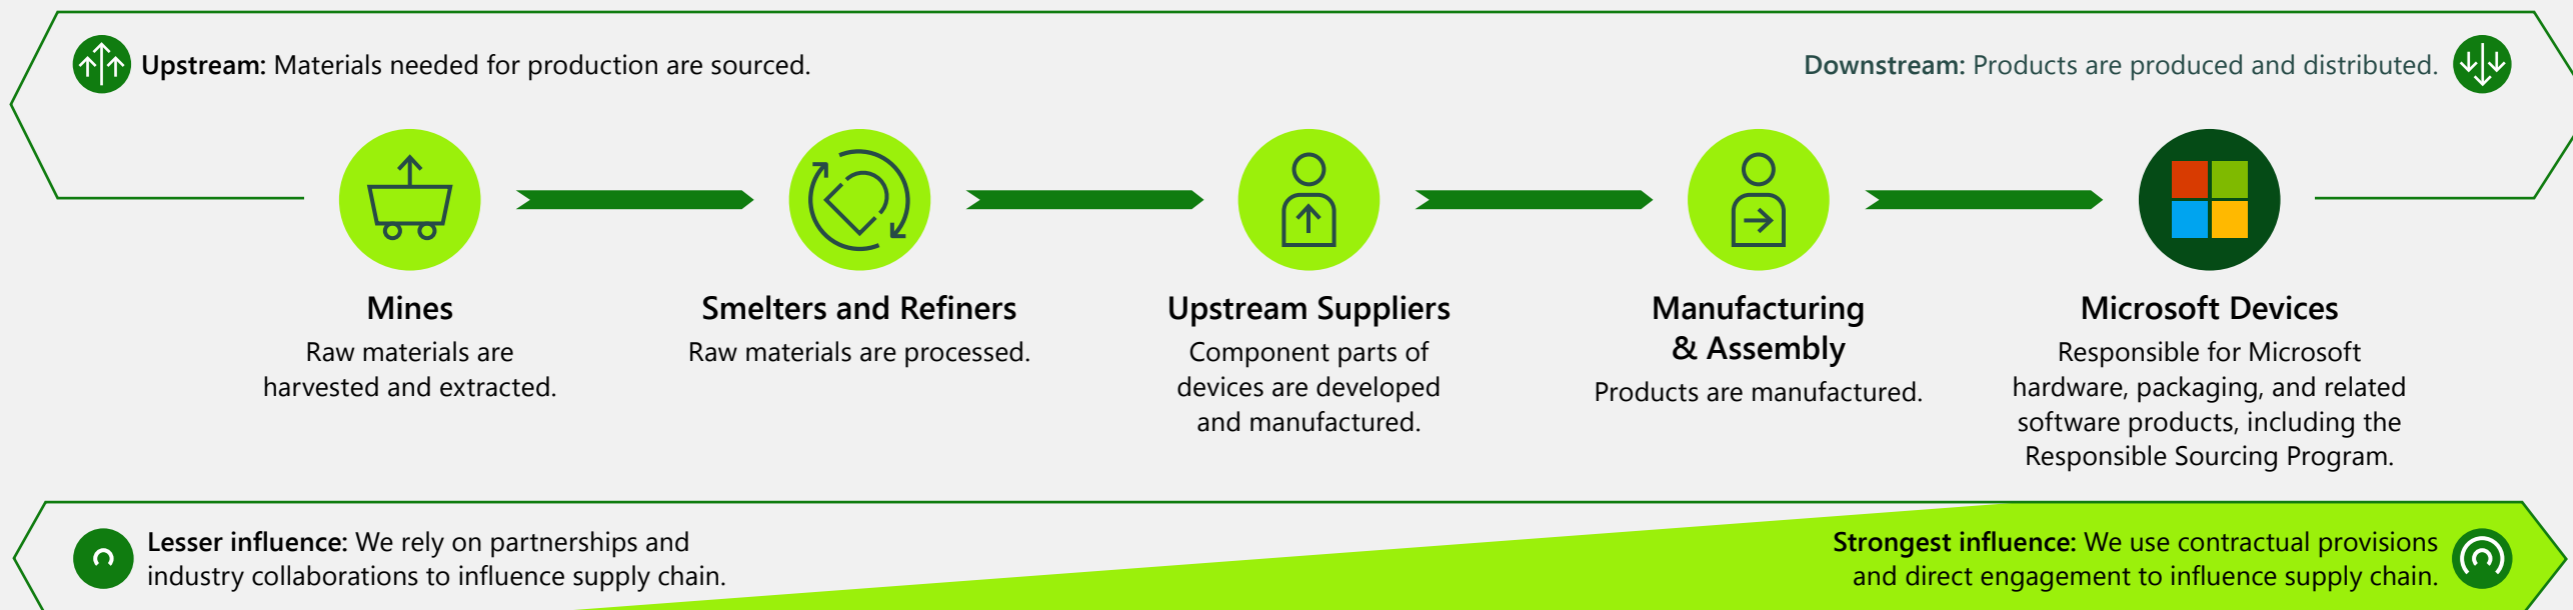 Upstream: Materials needed for production are sourced.
Downstream: Products are produced and distributed.
Mines
Raw materials are
harvested and extracted.
Smelters and Refiners
Raw materials are processed.
Upstream Suppliers
Component parts of
devices are developed
and manufactured.
Manufacturing
& Assembly
Products are manufactured.
Microsoft Devices
Responsible for Microsoft
hardware, packaging, and related
software products, including the
Responsible Sourcing Program.
Lesser influence: We rely on partnerships and
industry collaborations to influence supply chain.
Strongest influence: We use contractual provisions
and direct engagement to influence supply chain.